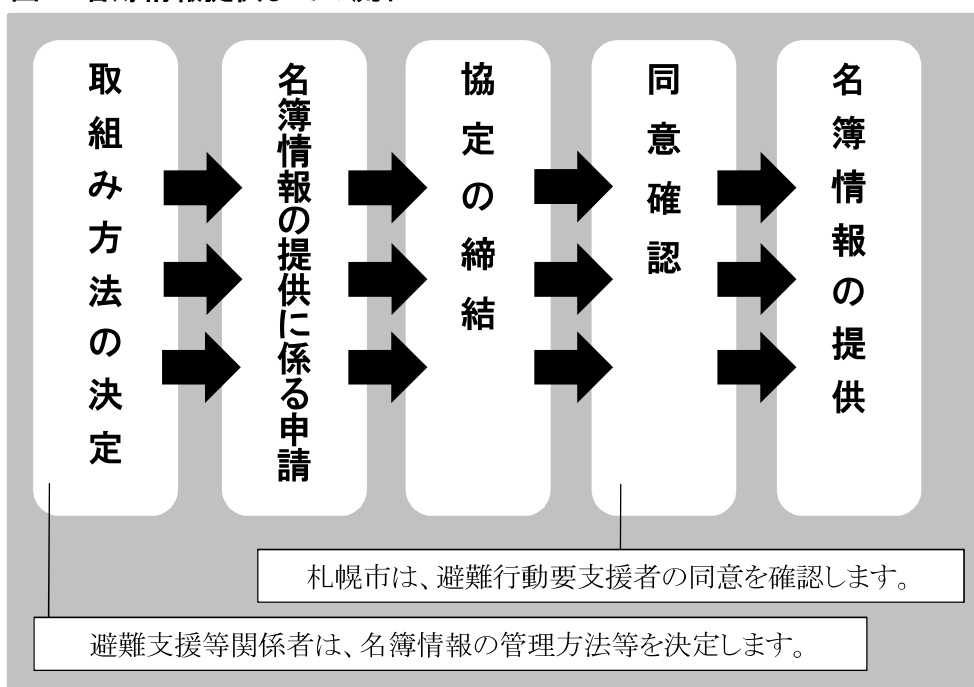 取組み方法の決定
名簿情報の提供に係る申請
協定の締結
同意確認
名簿情報の提供
札幌市は、避難行動要支援者の同意を確認します。
避難支援等関係者は、名簿情報の管理方法等を決定します。